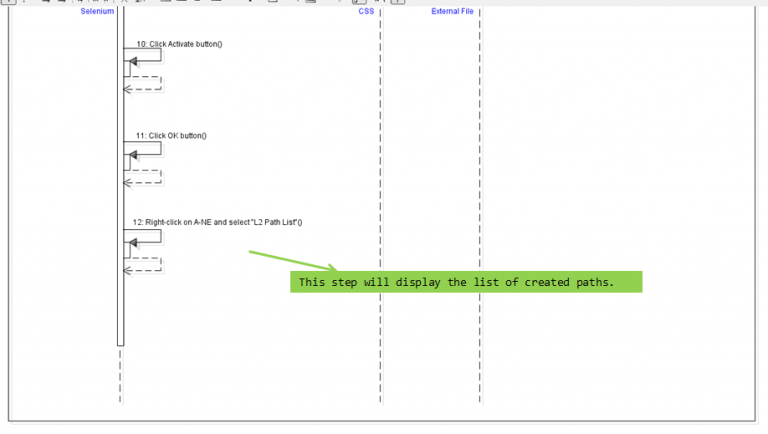 Selenium CSS External File
10: Click Activate button()
11: Click OK button()
12: Right-click on A-NE and select "L2 Path List"()
This step will display the list of created paths.